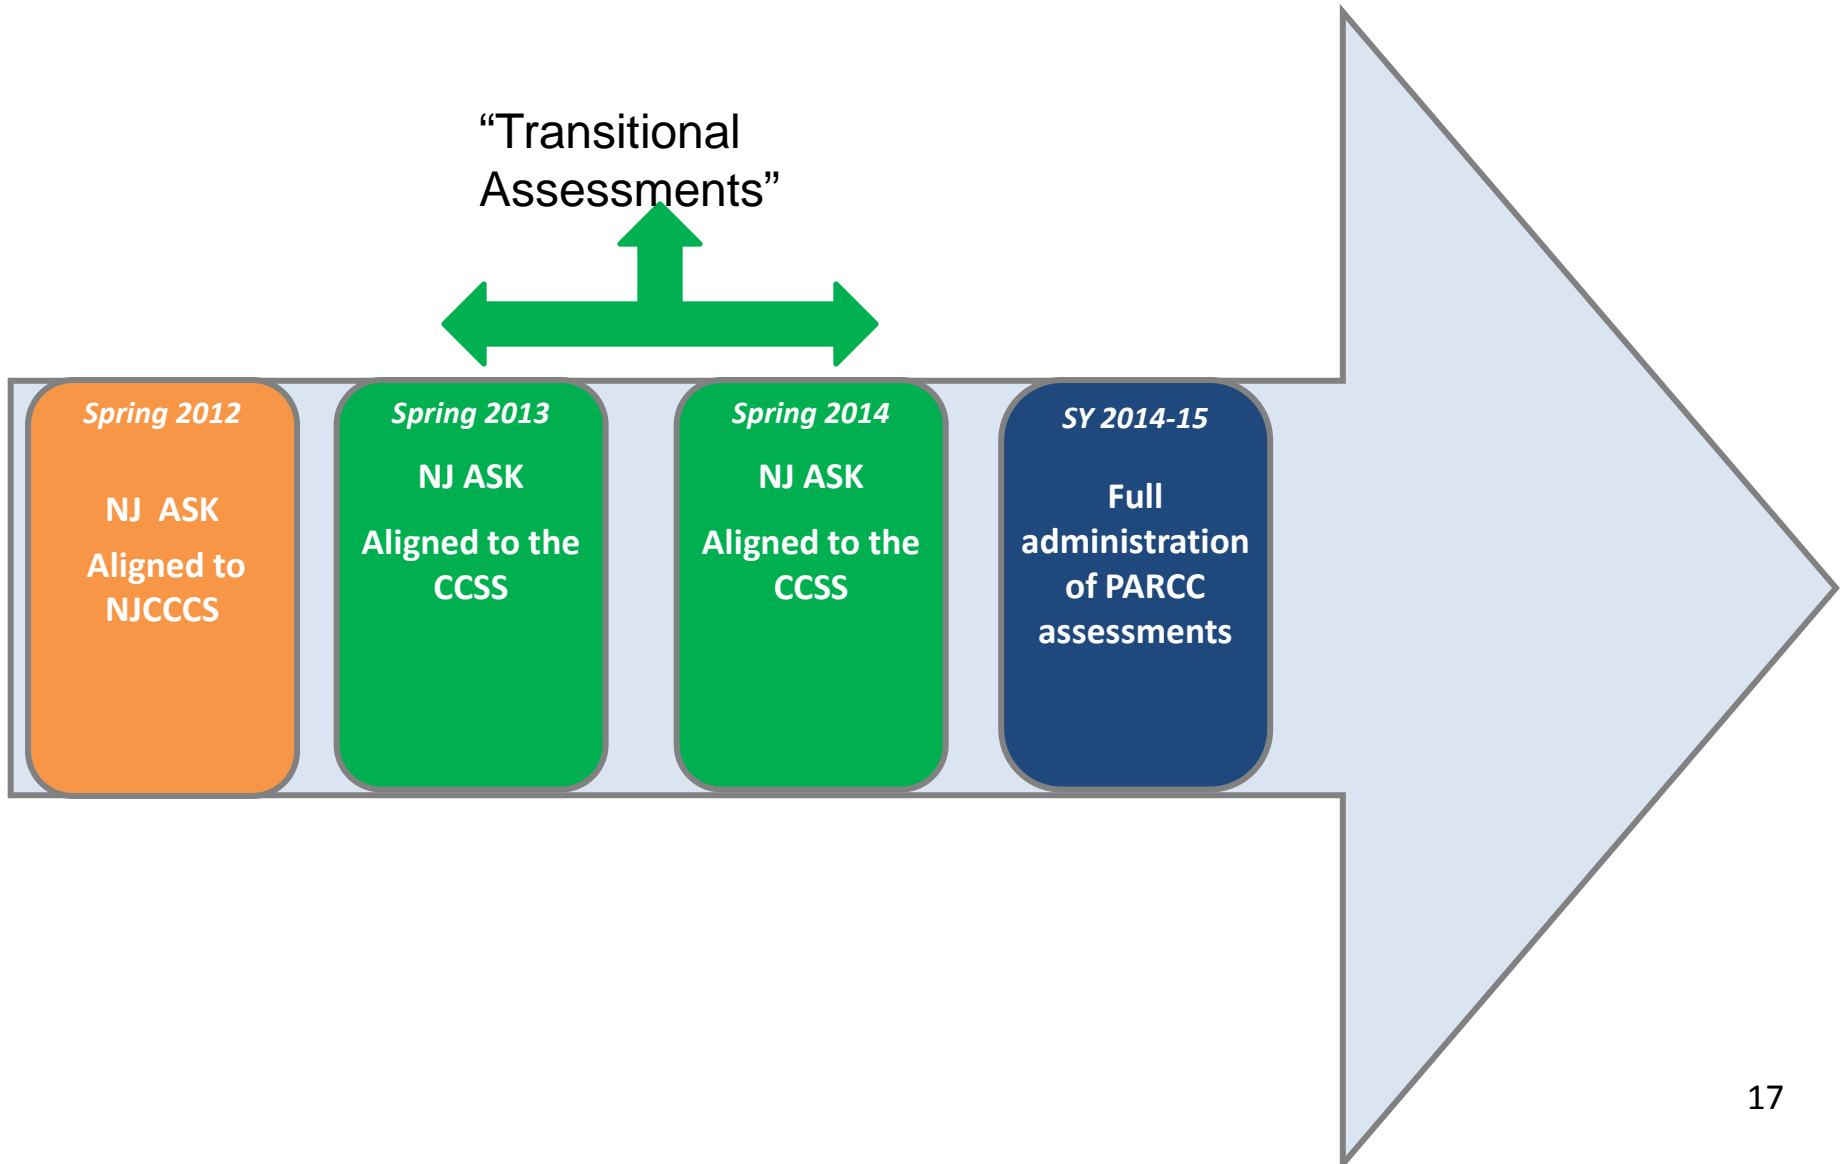 “Transitional
Assessments”
Spring 2012
NJ ASK
Aligned to
NJCCCS
Spring 2013
NJ ASK
Aligned to the
CCSS
Spring 2014
NJ ASK
Aligned to the
CCSS
SY 2014-15
Full
administration
of PARCC
assessments
17